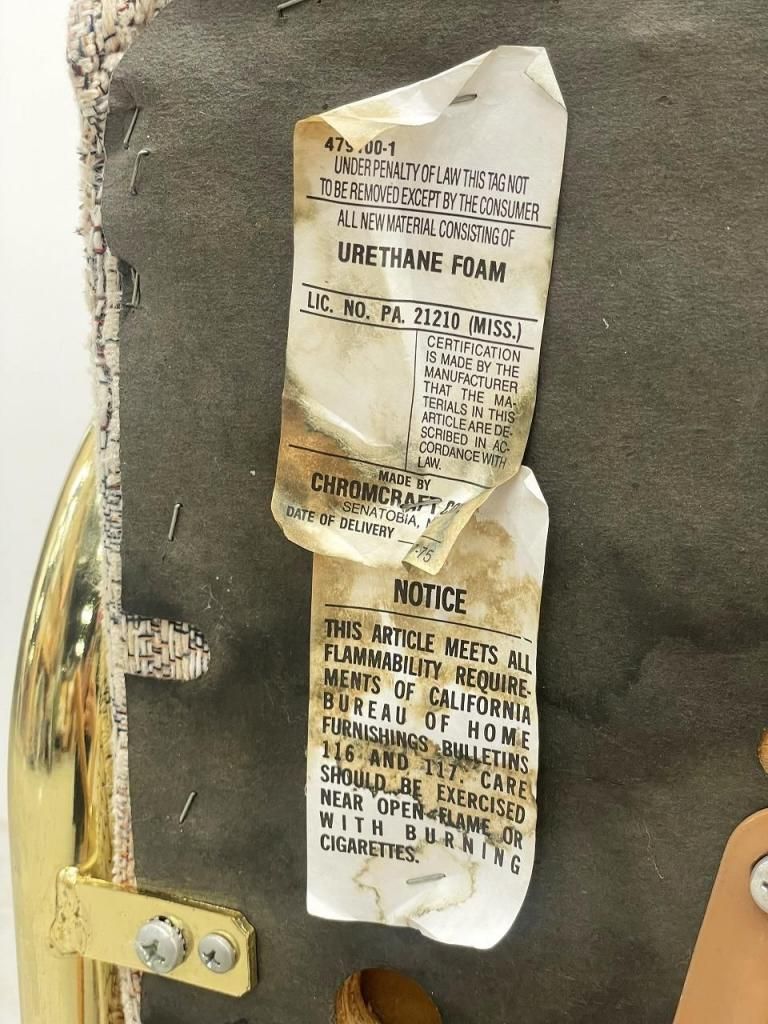 UNDER PENALTY OF LAW THIS TAG NOT
TO BE REMOVED EXCEPT BY THE CONSUMER
ALL NEW MATERIAL CONSISTING OF
URETHANE FOAM
LIC. NO. PA. 21210 (MISS.)
CERTIFICATION
IS MADE BY THE
MANUFACTURER
THAT THE MA-
TERIALS IN THIS
ARTICLE ARE DE-
SCRIBED IN AC-
CORDANCE WITH
LAW.
MADE BY
CHROMCRAFT
SENATOBIA,
DATE OF DELIVERY
-75
NOTICE
THIS ARTICLE MEETS ALL
FLAMMABILITY REQUIRE-
MENTS OF CALIFORNIA
BUREAU OF HOME
FURNISHINGS BULLETINS
116 AND 117. CARE
SHOULD BE EXERCISED
NEAR OPEN FLAME OR
WITH BURNING
CIGARETTES.